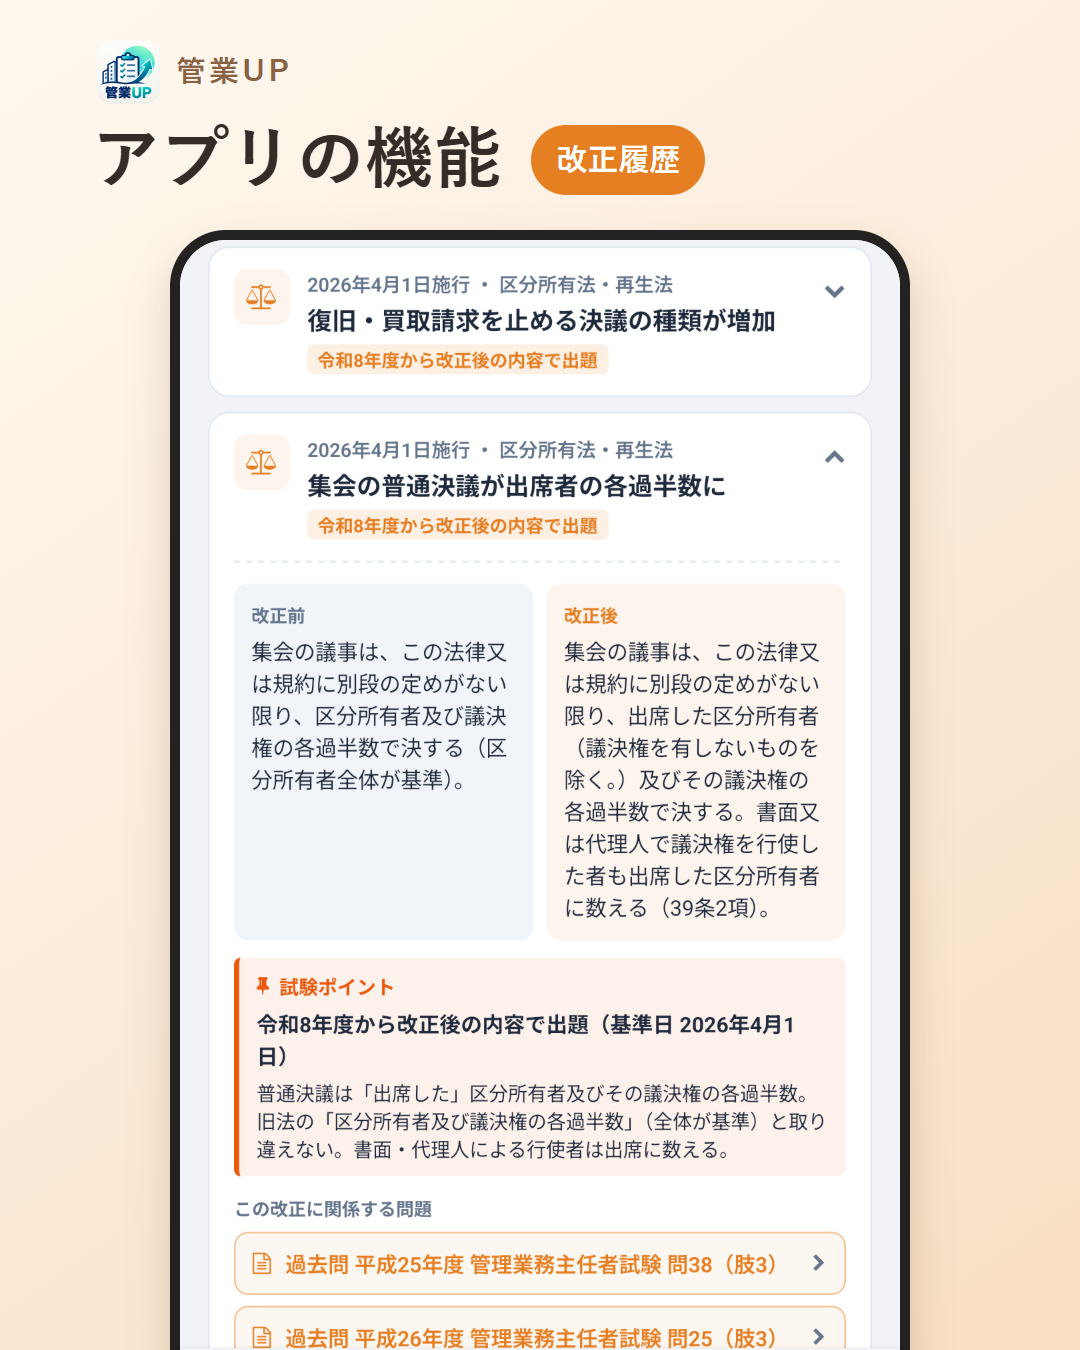 管業UP
管業UP
アプリの機能
改正履歴
2026年4月1日施行 ・ 区分所有法・再生法
復旧・買取請求を止める決議の種類が増加
令和8年度から改正後の内容で出題
2026年4月1日施行 ・ 区分所有法・再生法
集会の普通決議が出席者の各過半数に
令和8年度から改正後の内容で出題
改正前
集会の議事は、この法律又
は規約に別段の定めがない
限り、区分所有者及び議決
権の各過半数で決する（区
分所有者全体が基準）。
改正後
集会の議事は、この法律又
は規約に別段の定めがない
限り、出席した区分所有者
（議決権を有しないものを
除く。）及びその議決権の
各過半数で決する。書面又
は代理人で議決権を行使し
た者も出席した区分所有者
に数える（39条2項）。
試験ポイント
令和8年度から改正後の内容で出題（基準日 2026年4月1
日）
普通決議は「出席した」区分所有者及びその議決権の各過半数。
旧法の「区分所有者及び議決権の各過半数」（全体が基準）と取り
違えない。書面・代理人による行使者は出席に数える。
この改正に関係する問題
過去問 平成25年度 管理業務主任者試験 問38（肢3）
過去問 平成26年度 管理業務主任者試験 問25（肢3）